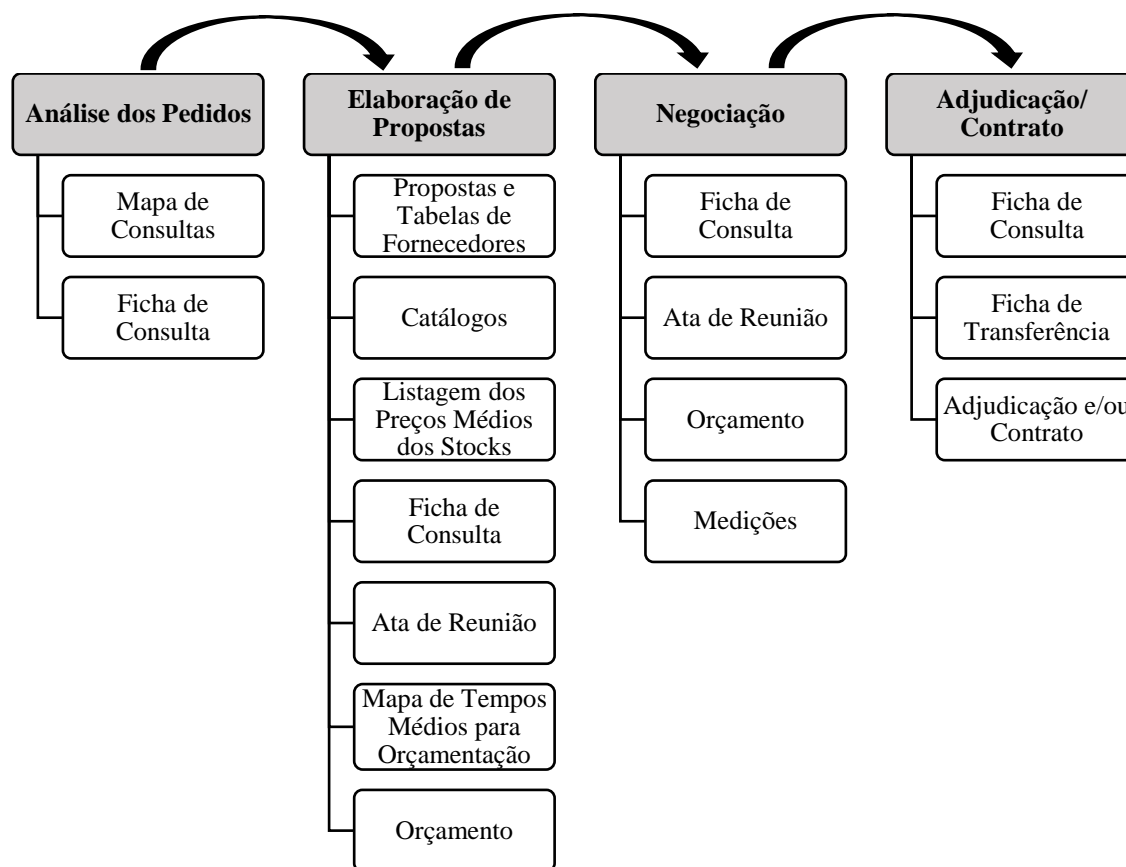 Análise dos Pedidos
Mapa de
Consultas
Ficha de
Consulta
Elaboração de
Propostas
Propostas e
Tabelas de
Fornecedores
Catálogos
Listagem dos
Preços Médios
dos Stocks
Ficha de
Consulta
Ata de Reunião
Mapa de Tempos
Médios para
Orçamentação
Orçamento
Negociação
Ficha de
Consulta
Ata de Reunião
Orçamento
Medições
Adjudicação/
Contrato
Ficha de
Consulta
Ficha de
Transferência
Adjudicação e/ou
Contrato